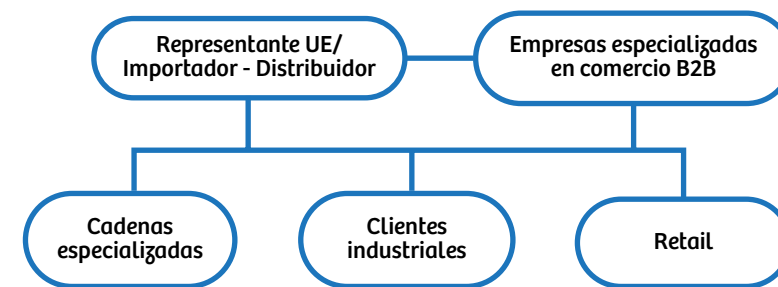 Representante UE/
Importador - Distribuidor
Empresas especializadas
en comercio B2B
Cadenas
especializadas
Clientes
industriales
Retail